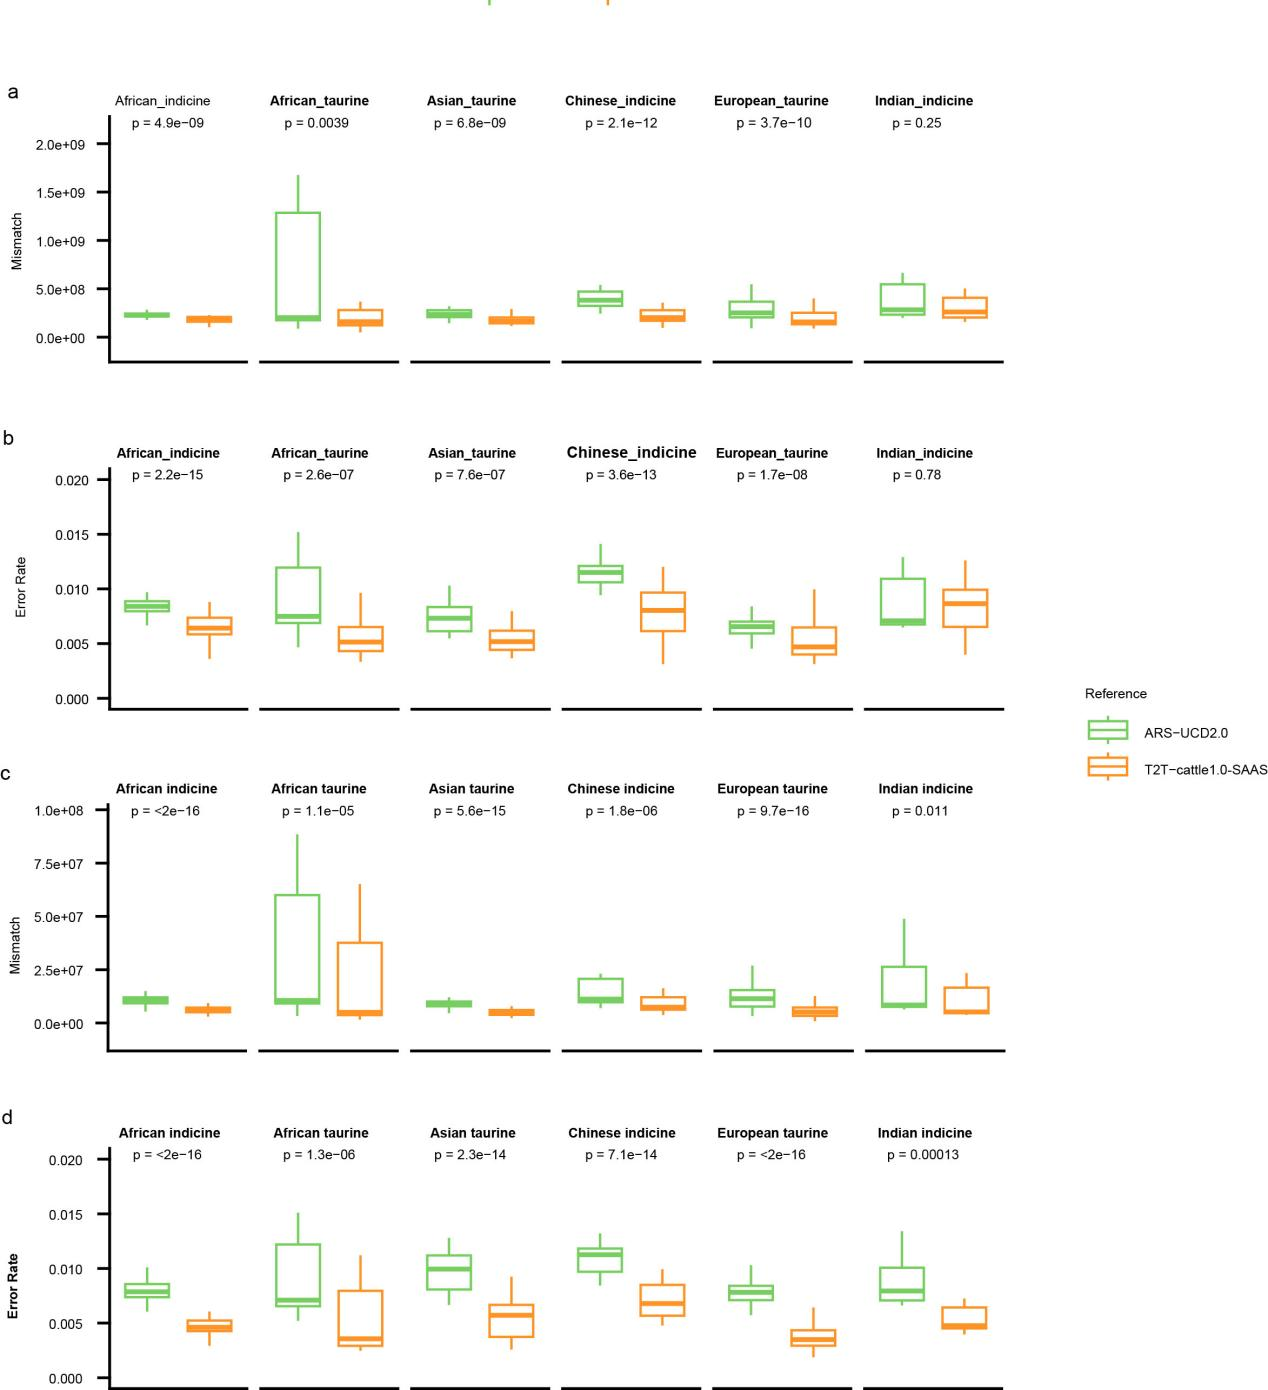 a
African_indicine African_taurine Asian_taurine Chinese_indicine European_taurine Indian_indicine
p = 4.9e−09 p = 0.0039 p = 6.8e−09 p = 2.1e−12 p = 3.7e−10 p = 0.25
2.0e+09
1.5e+09
1.0e+09
5.0e+08
0.0e+00
Mismatch
b
African_indicine African_taurine Asian_taurine Chinese_indicine European_taurine Indian_indicine
p = 2.2e−15 p = 2.6e−07 p = 7.6e−07 p = 3.6e−13 p = 1.7e−08 p = 0.78
0.020
0.015
0.010
0.005
0.000
Error Rate
Reference
ARS−UCD2.0
T2T−cattle1.0-SAAS
c
African indicine African taurine Asian taurine Chinese indicine European taurine Indian indicine
p = <2e−16 p = 1.1e−05 p = 5.6e−15 p = 1.8e−06 p = 9.7e−16 p = 0.011
1.0e+08
7.5e+07
5.0e+07
2.5e+07
0.0e+00
Mismatch
d
African indicine African taurine Asian taurine Chinese indicine European taurine Indian indicine
p = <2e−16 p = 1.3e−06 p = 2.3e−14 p = 7.1e−14 p = <2e−16 p = 0.00013
0.020
0.015
0.010
0.005
0.000
Error Rate